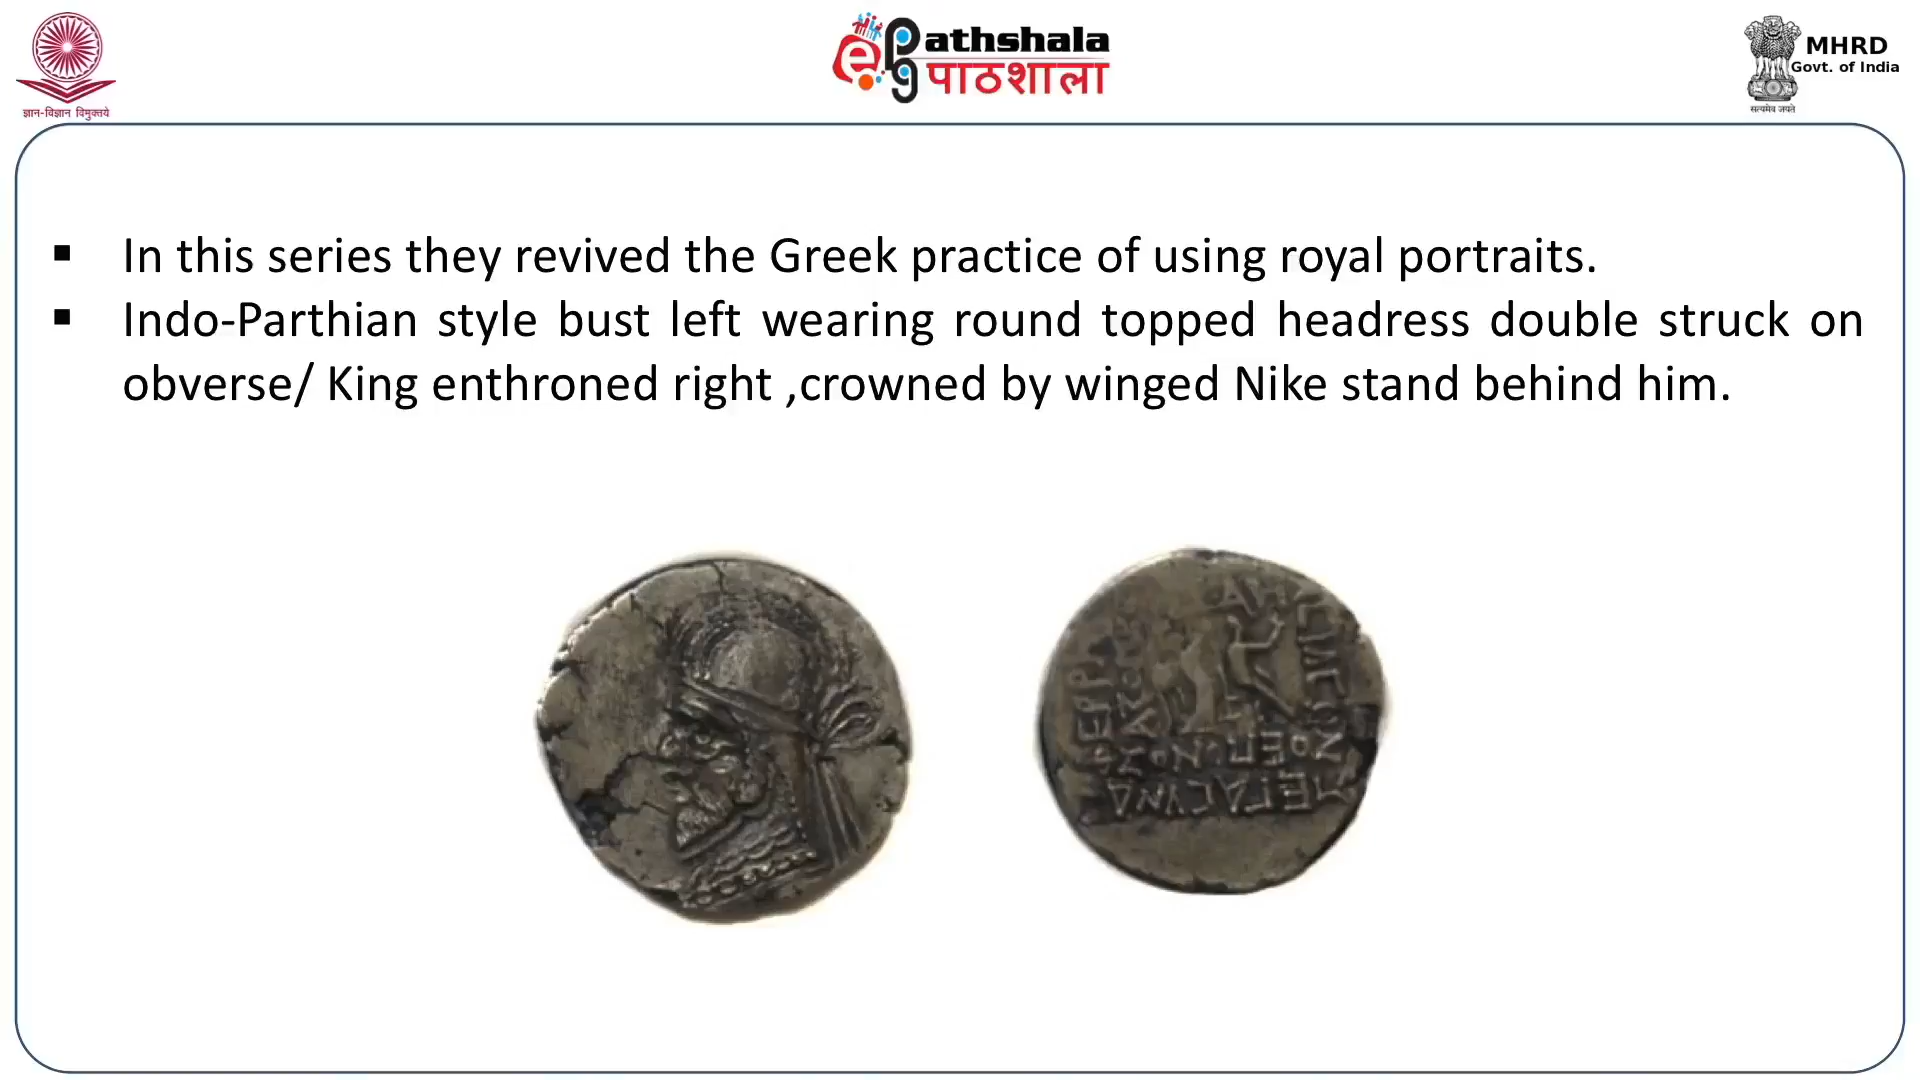 ज्ञान-विज्ञान विमुक्तये
ePG Pathshala
पाठशाला
MHRD
Govt. of India
सत्यमेव जयते
▪ In this series they revived the Greek practice of using royal portraits.
▪ Indo-Parthian style bust left wearing round topped headress double struck on
obverse/ King enthroned right ,crowned by winged Nike stand behind him.